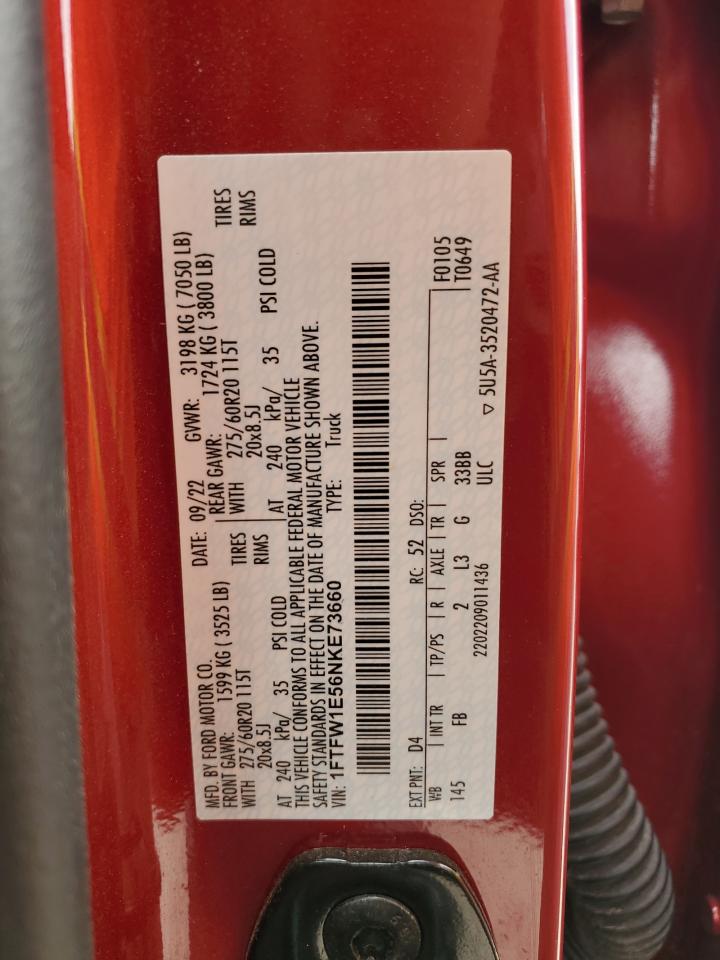 MFD. BY FORD MOTOR CO. DATE: 09/22 GVWR: 3198 KG ( 7050 LB)
FRONT GAWR: 1599 KG ( 3525 LB) REAR GAWR: 1724 KG ( 3800 LB)
WITH 275/60R20 115T TIRES WITH 275/60R20 115T TIRES
20x8.5J RIMS 20x8.5J RIMS
AT 240 kPa/ 35 PSI COLD AT 240 kPa/ 35 PSI COLD
THIS VEHICLE CONFORMS TO ALL APPLICABLE FEDERAL MOTOR VEHICLE
SAFETY STANDARDS IN EFFECT ON THE DATE OF MANUFACTURE SHOWN ABOVE.
VIN: 1FTFW1E56NKE73660 TYPE: Truck
EXT PNT: D4 RC: 52 DSO: F0105
WB INT TR TP/PS R AXLE TR SPR T0649
145 FB 2 L3 G 33BB
2202209011436 ULC ▽ 5U5A-3520472-AA